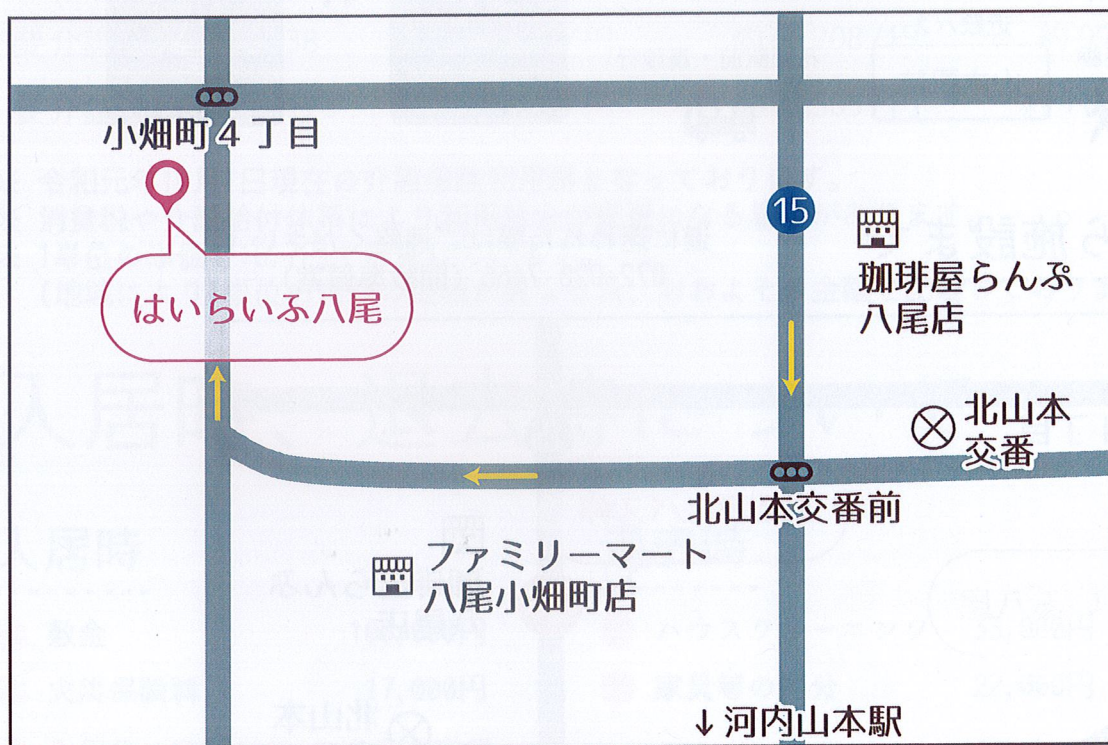 小畑町4丁目
はいらいふ八尾
15
珈琲屋らんぷ
八尾店
北山本
交番
北山本交番前
ファミリーマート
八尾小畑町店
↓河内山本駅